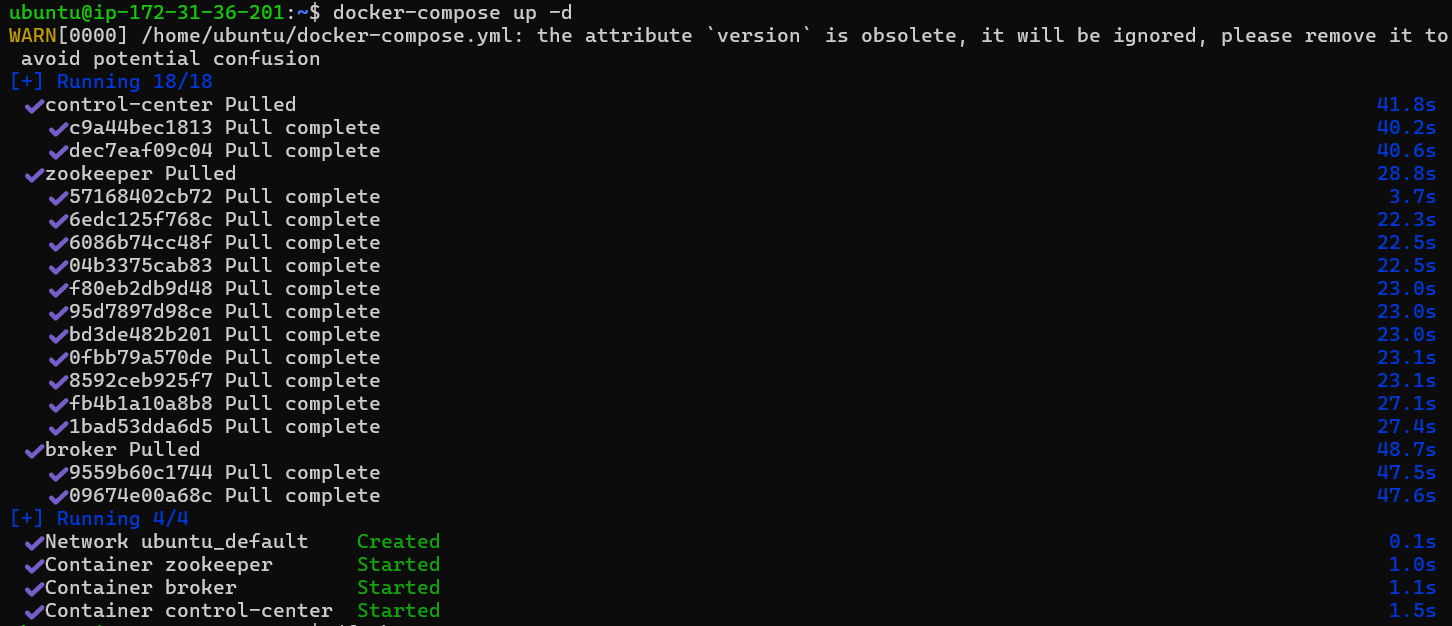 ubuntu@ip-172-31-36-201:~$ docker-compose up -d
WARN[0000] /home/ubuntu/docker-compose.yml: the attribute `version` is obsolete, it will be ignored, please remove it to
avoid potential confusion
[+] Running 18/18
✔control-center Pulled 41.8s
✔c9a44bec1813 Pull complete 40.2s
✔dec7eaf09c04 Pull complete 40.6s
✔zookeeper Pulled 28.8s
✔57168402cb72 Pull complete 3.7s
✔6edc125f768c Pull complete 22.3s
✔6086b74cc48f Pull complete 22.5s
✔04b3375cab83 Pull complete 22.5s
✔f80eb2db9d48 Pull complete 23.0s
✔95d7897d98ce Pull complete 23.0s
✔bd3de482b201 Pull complete 23.0s
✔0fbb79a570de Pull complete 23.1s
✔8592ceb925f7 Pull complete 23.1s
✔fb4b1a10a8b8 Pull complete 27.1s
✔1bad53dda6d5 Pull complete 27.4s
✔broker Pulled 48.7s
✔9559b60c1744 Pull complete 47.5s
✔09674e00a68c Pull complete 47.6s
[+] Running 4/4
✔Network ubuntu_default Created 0.1s
✔Container zookeeper Started 1.0s
✔Container broker Started 1.1s
✔Container control-center Started 1.5s